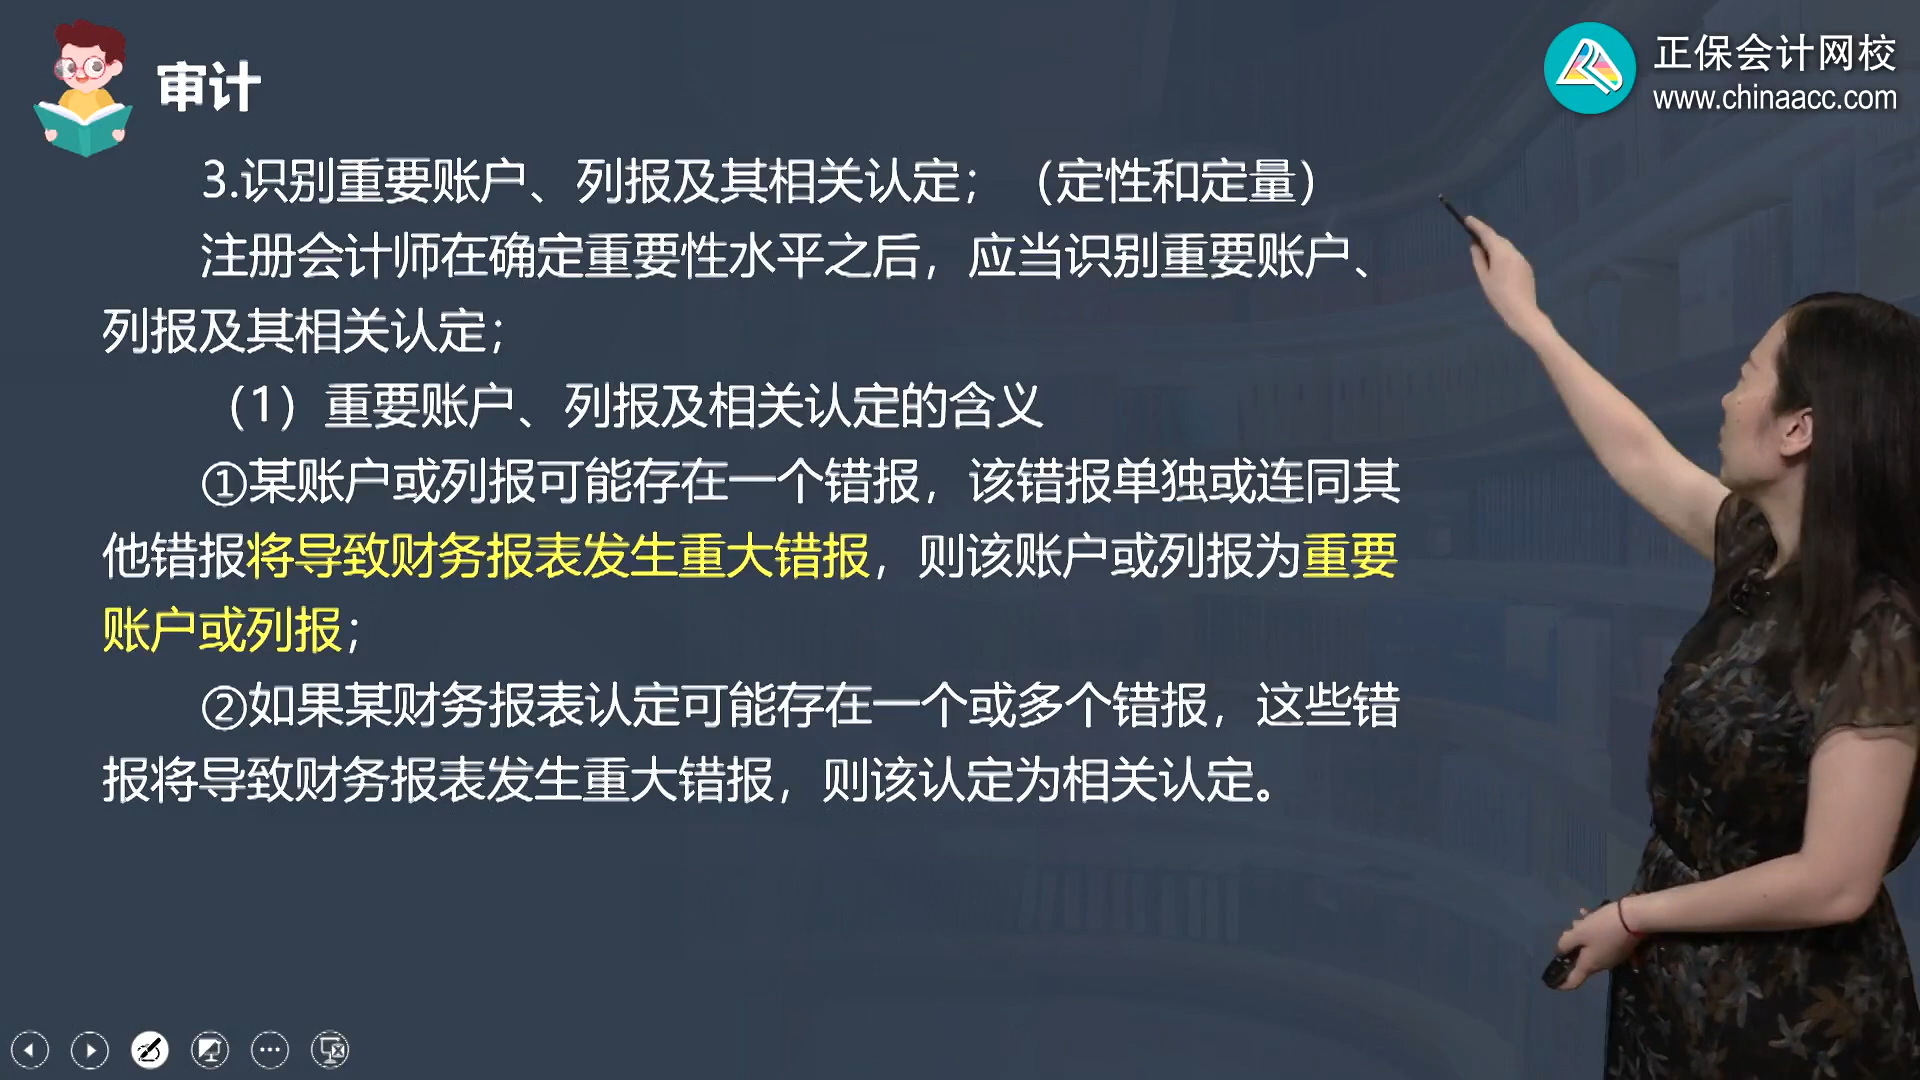 审计
正保会计网校
www.chinaacc.com
3.识别重要账户、列报及其相关认定；（定性和定量）
注册会计师在确定重要性水平之后，应当识别重要账户、
列报及其相关认定；
（1）重要账户、列报及相关认定的含义
①某账户或列报可能存在一个错报，该错报单独或连同其
他错报将导致财务报表发生重大错报，则该账户或列报为重要
账户或列报；
②如果某财务报表认定可能存在一个或多个错报，这些错
报将导致财务报表发生重大错报，则该认定为相关认定。